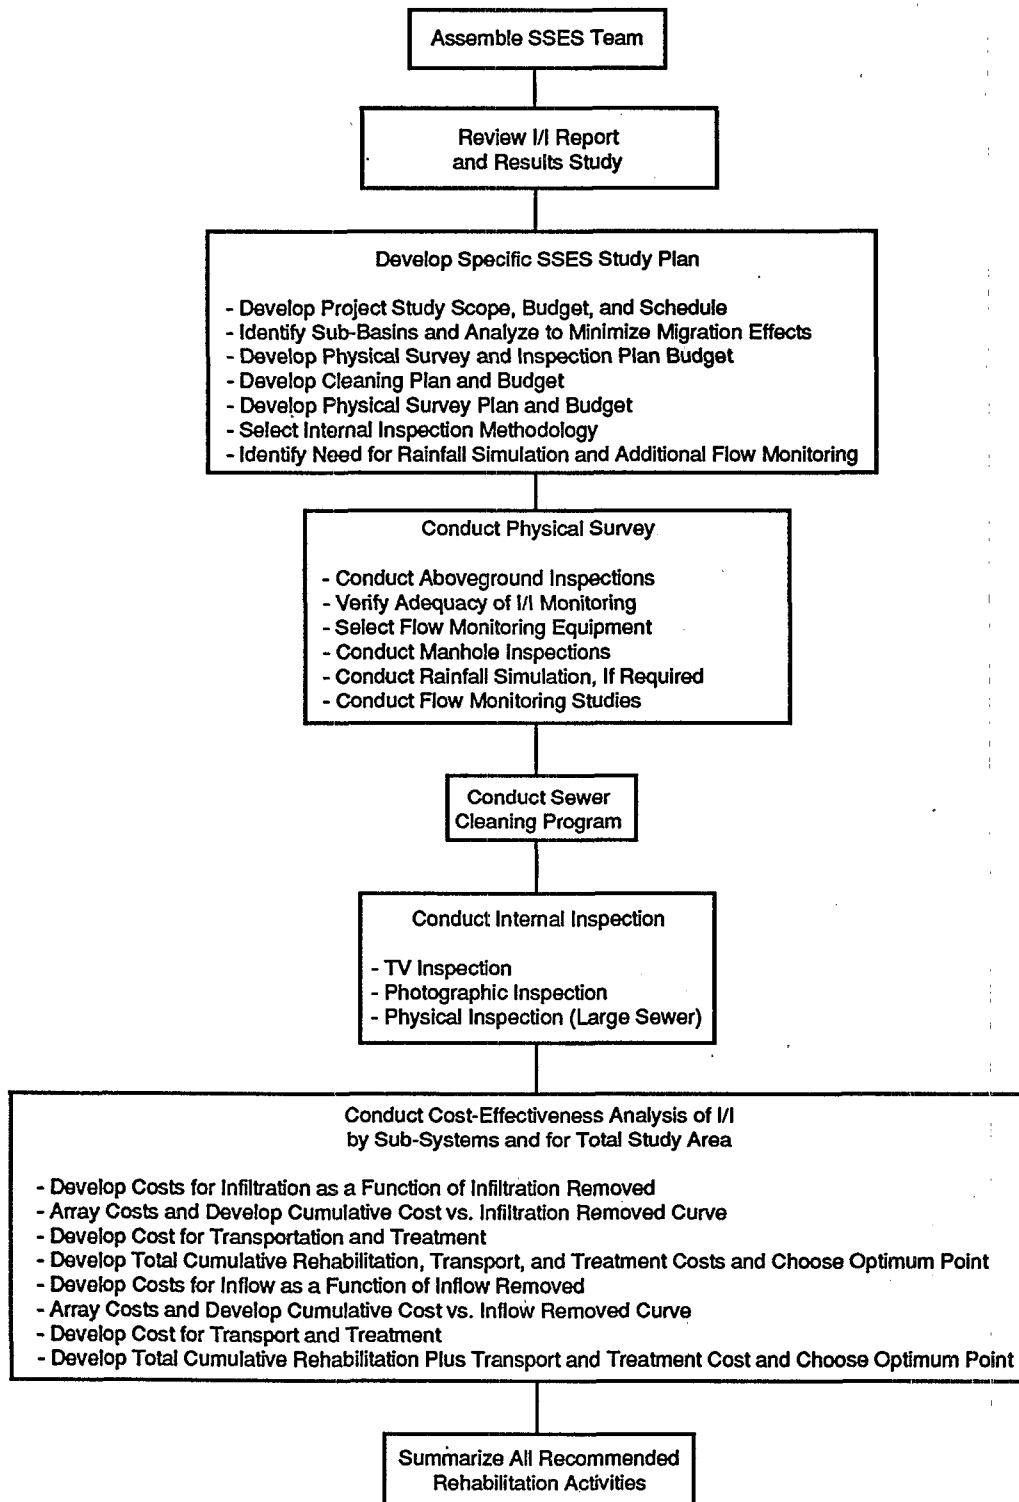 Assemble SSES Team
Review I/I Report
and Results Study
Develop Specific SSES Study Plan
- Develop Project Study Scope, Budget, and Schedule
- Identify Sub-Basins and Analyze to Minimize Migration Effects
- Develop Physical Survey and Inspection Plan Budget
- Develop Cleaning Plan and Budget
- Develop Physical Survey Plan and Budget
- Select Internal Inspection Methodology
- Identify Need for Rainfall Simulation and Additional Flow Monitoring
Conduct Physical Survey
- Conduct Aboveground Inspections
- Verify Adequacy of I/I Monitoring
- Select Flow Monitoring Equipment
- Conduct Manhole Inspections
- Conduct Rainfall Simulation, If Required
- Conduct Flow Monitoring Studies
Conduct Sewer
Cleaning Program
Conduct Internal Inspection
- TV Inspection
- Photographic Inspection
- Physical Inspection (Large Sewer)
Conduct Cost-Effectiveness Analysis of I/I
by Sub-Systems and for Total Study Area
- Develop Costs for Infiltration as a Function of Infiltration Removed
- Array Costs and Develop Cumulative Cost vs. Infiltration Removed Curve
- Develop Cost for Transportation and Treatment
- Develop Total Cumulative Rehabilitation, Transport, and Treatment Costs and Choose Optimum Point
- Develop Costs for Inflow as a Function of Inflow Removed
- Array Costs and Develop Cumulative Cost vs. Inflow Removed Curve
- Develop Cost for Transport and Treatment
- Develop Total Cumulative Rehabilitation Plus Transport and Treatment Cost and Choose Optimum Point
Summarize All Recommended
Rehabilitation Activities